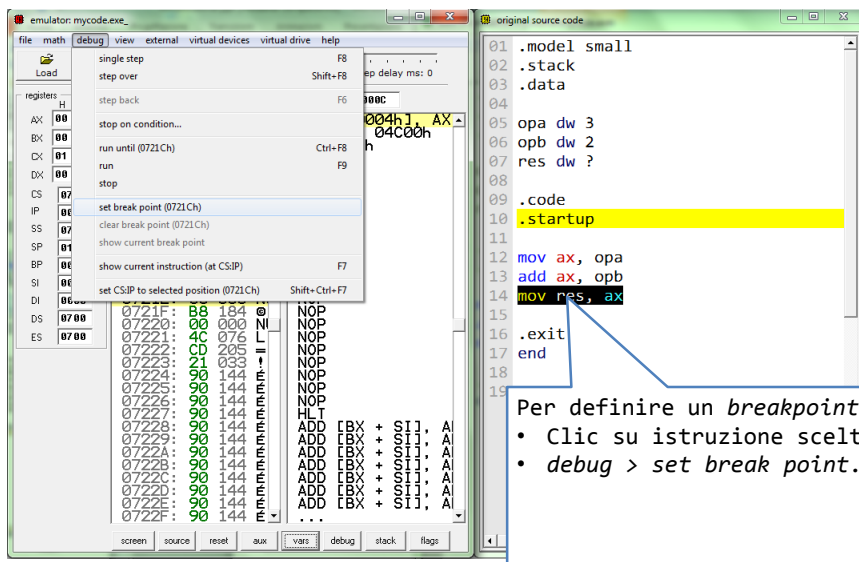 emulator: mycode.exe_
file math debug view external virtual devices virtual drive help
Load
single step F8
step over Shift+F8
step back F6
stop on condition...
run until (0721Ch) Ctrl+F8
run F9
stop
set break point (0721Ch)
clear break point (0721Ch)
show current break point
show current instruction (at CS:IP) F7
set CS:IP to selected position (0721Ch) Shift+Ctrl+F7
ep delay ms: 0
000C
registers
H
AX 00
BX 00
CX 01
DX 00
CS 07
IP 00
SS 07
SP 01
BP 00
SI 00
DI
DS 0700
ES 0700
004h], AX
04C00h
h
0721F: B8 184 NOP
07220: 00 000 NOP
07221: 4C 076 L NOP
07222: CD 205 = NOP
07223: 21 033 ! NOP
07224: 90 144 É NOP
07225: 90 144 É NOP
07226: 90 144 É NOP
07227: 90 144 É HLT
07228: 90 144 É ADD [BX + SI], A
07229: 90 144 É ADD [BX + SI], A
0722A: 90 144 É ADD [BX + SI], A
0722B: 90 144 É ADD [BX + SI], A
0722C: 90 144 É ADD [BX + SI], A
0722D: 90 144 É ADD [BX + SI], A
0722E: 90 144 É ADD [BX + SI], A
0722F: 90 144 É ...
screen source reset aux vars debug stack flags
original source code
01 .model small
02 .stack
03 .data
04
05 opa dw 3
06 opb dw 2
07 res dw ?
08
09 .code
10 .startup
11
12 mov ax, opa
13 add ax, opb
14 mov res, ax
15
16 .exit
17 end
18
19
Per definire un breakpoint
• Clic su istruzione scelt
• debug > set break point.